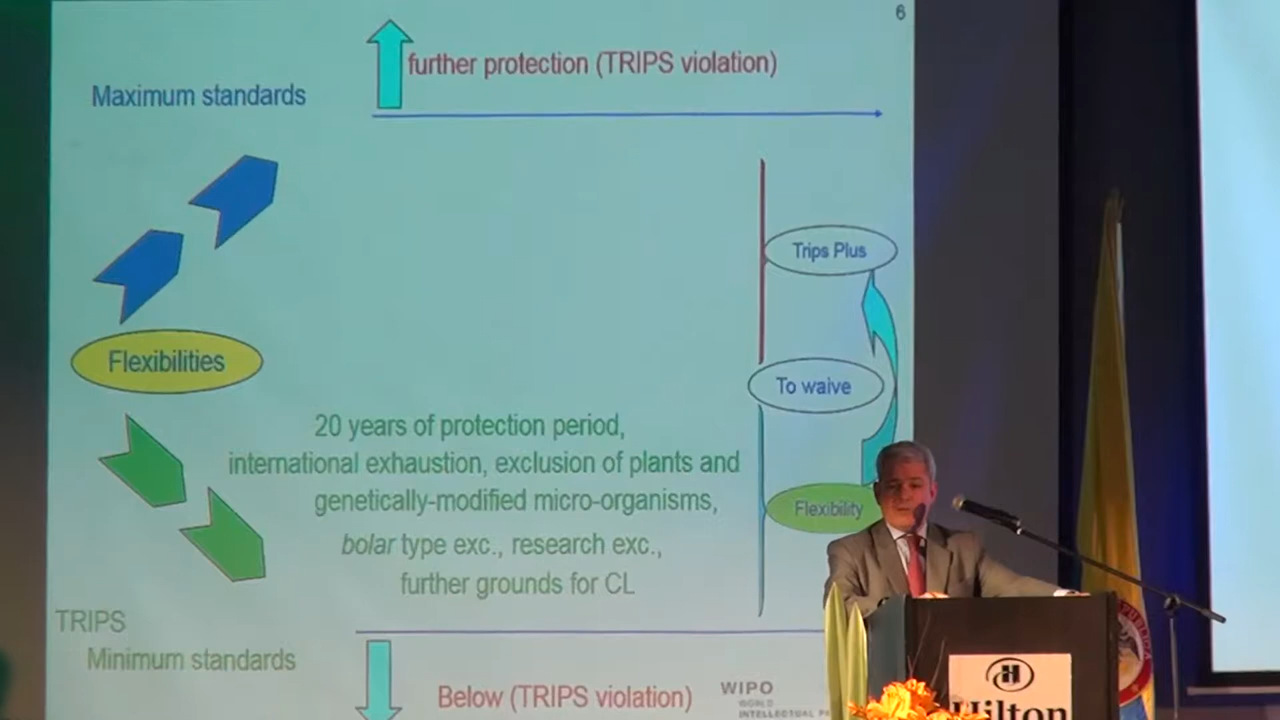 6
further protection (TRIPS violation)
Maximum standards
Trips Plus
Flexibilities
To waive
20 years of protection period,
international exhaustion, exclusion of plants and
genetically-modified micro-organisms,
Flexibility
bolar type exc., research exc.,
further grounds for CL
TRIPS
Minimum standards
Below (TRIPS violation)
WIPO
WORLD
INTELLECTUAL
H
Hilton